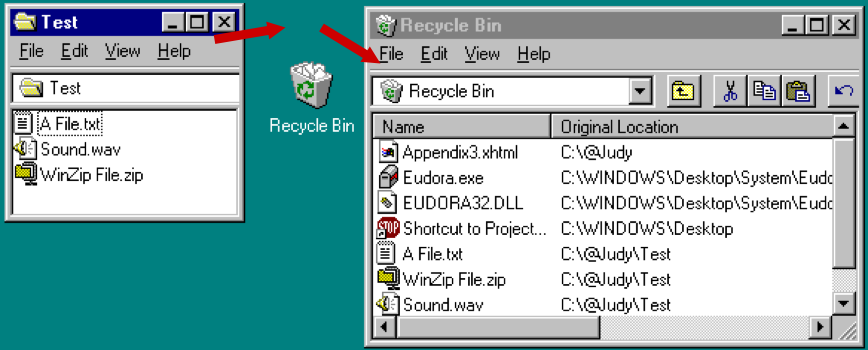 Test
File Edit View Help
Test
A File.txt
Sound.wav
WinZip File.zip
Recycle Bin
Recycle Bin
File Edit View Help
Recycle Bin
Name Original Location
Appendix3.xhtml C:\@Judy
Eudora.exe C:\WINDOWS\Desktop\System\Eudo
EUDORA32.DLL C:\WINDOWS\Desktop\System\Eudo
STOP Shortcut to Project... C:\WINDOWS\Desktop
A File.txt C:\@Judy\Test
WinZip File.zip C:\@Judy\Test
Sound.wav C:\@Judy\Test